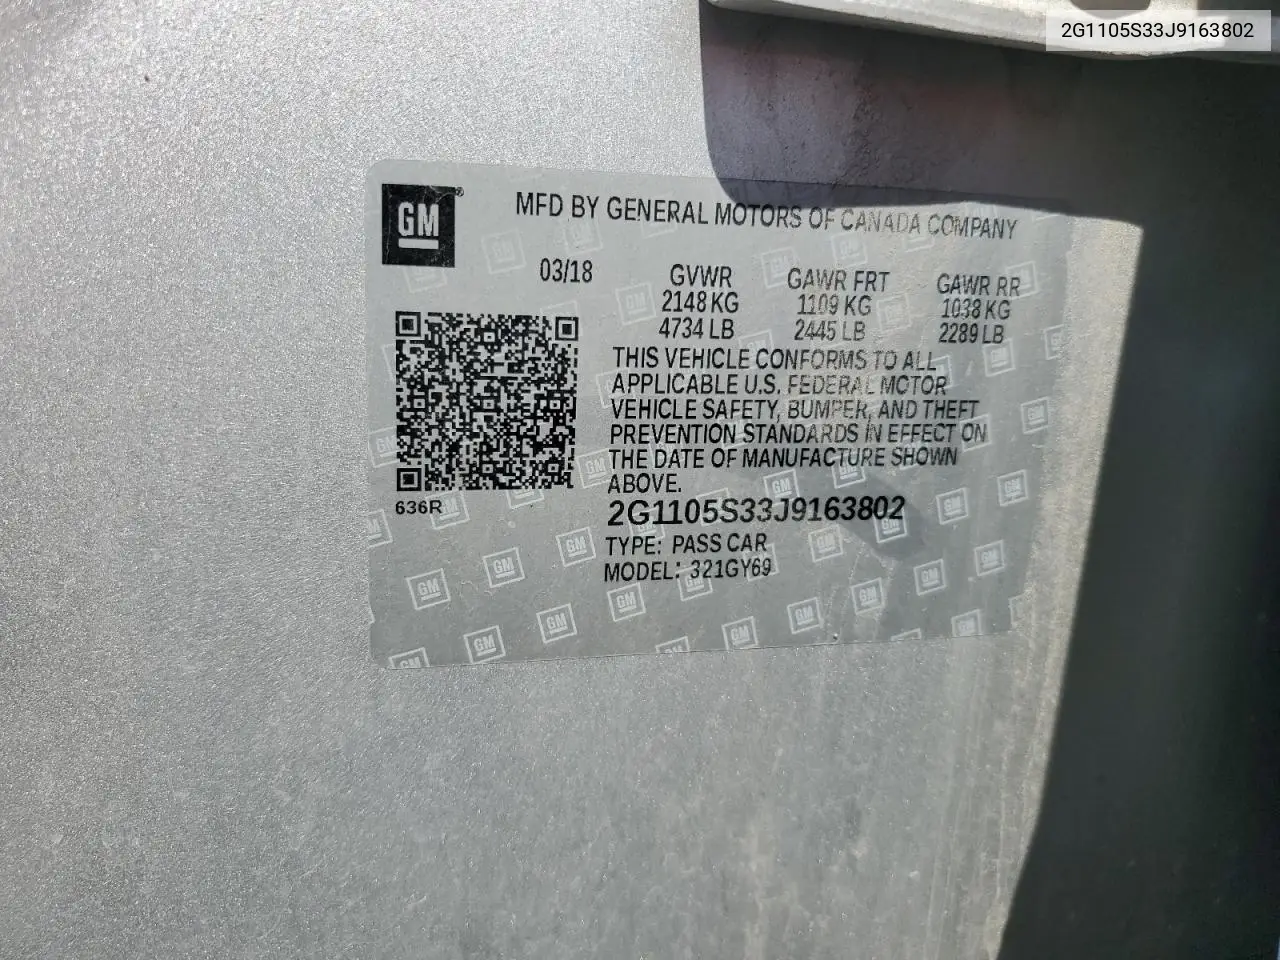 2G1105S33J9163802
GM®
MFD BY GENERAL MOTORS OF CANADA COMPANY
03/18
GVWR GAWR FRT GAWR RR
2148 KG 1109 KG 1038 KG
4734 LB 2445 LB 2289 LB
THIS VEHICLE CONFORMS TO ALL
APPLICABLE U.S. FEDERAL MOTOR
VEHICLE SAFETY, BUMPER, AND THEFT
PREVENTION STANDARDS IN EFFECT ON
THE DATE OF MANUFACTURE SHOWN
ABOVE.
636R
2G1105S33J9163802
TYPE: PASS CAR
MODEL: 321GY69